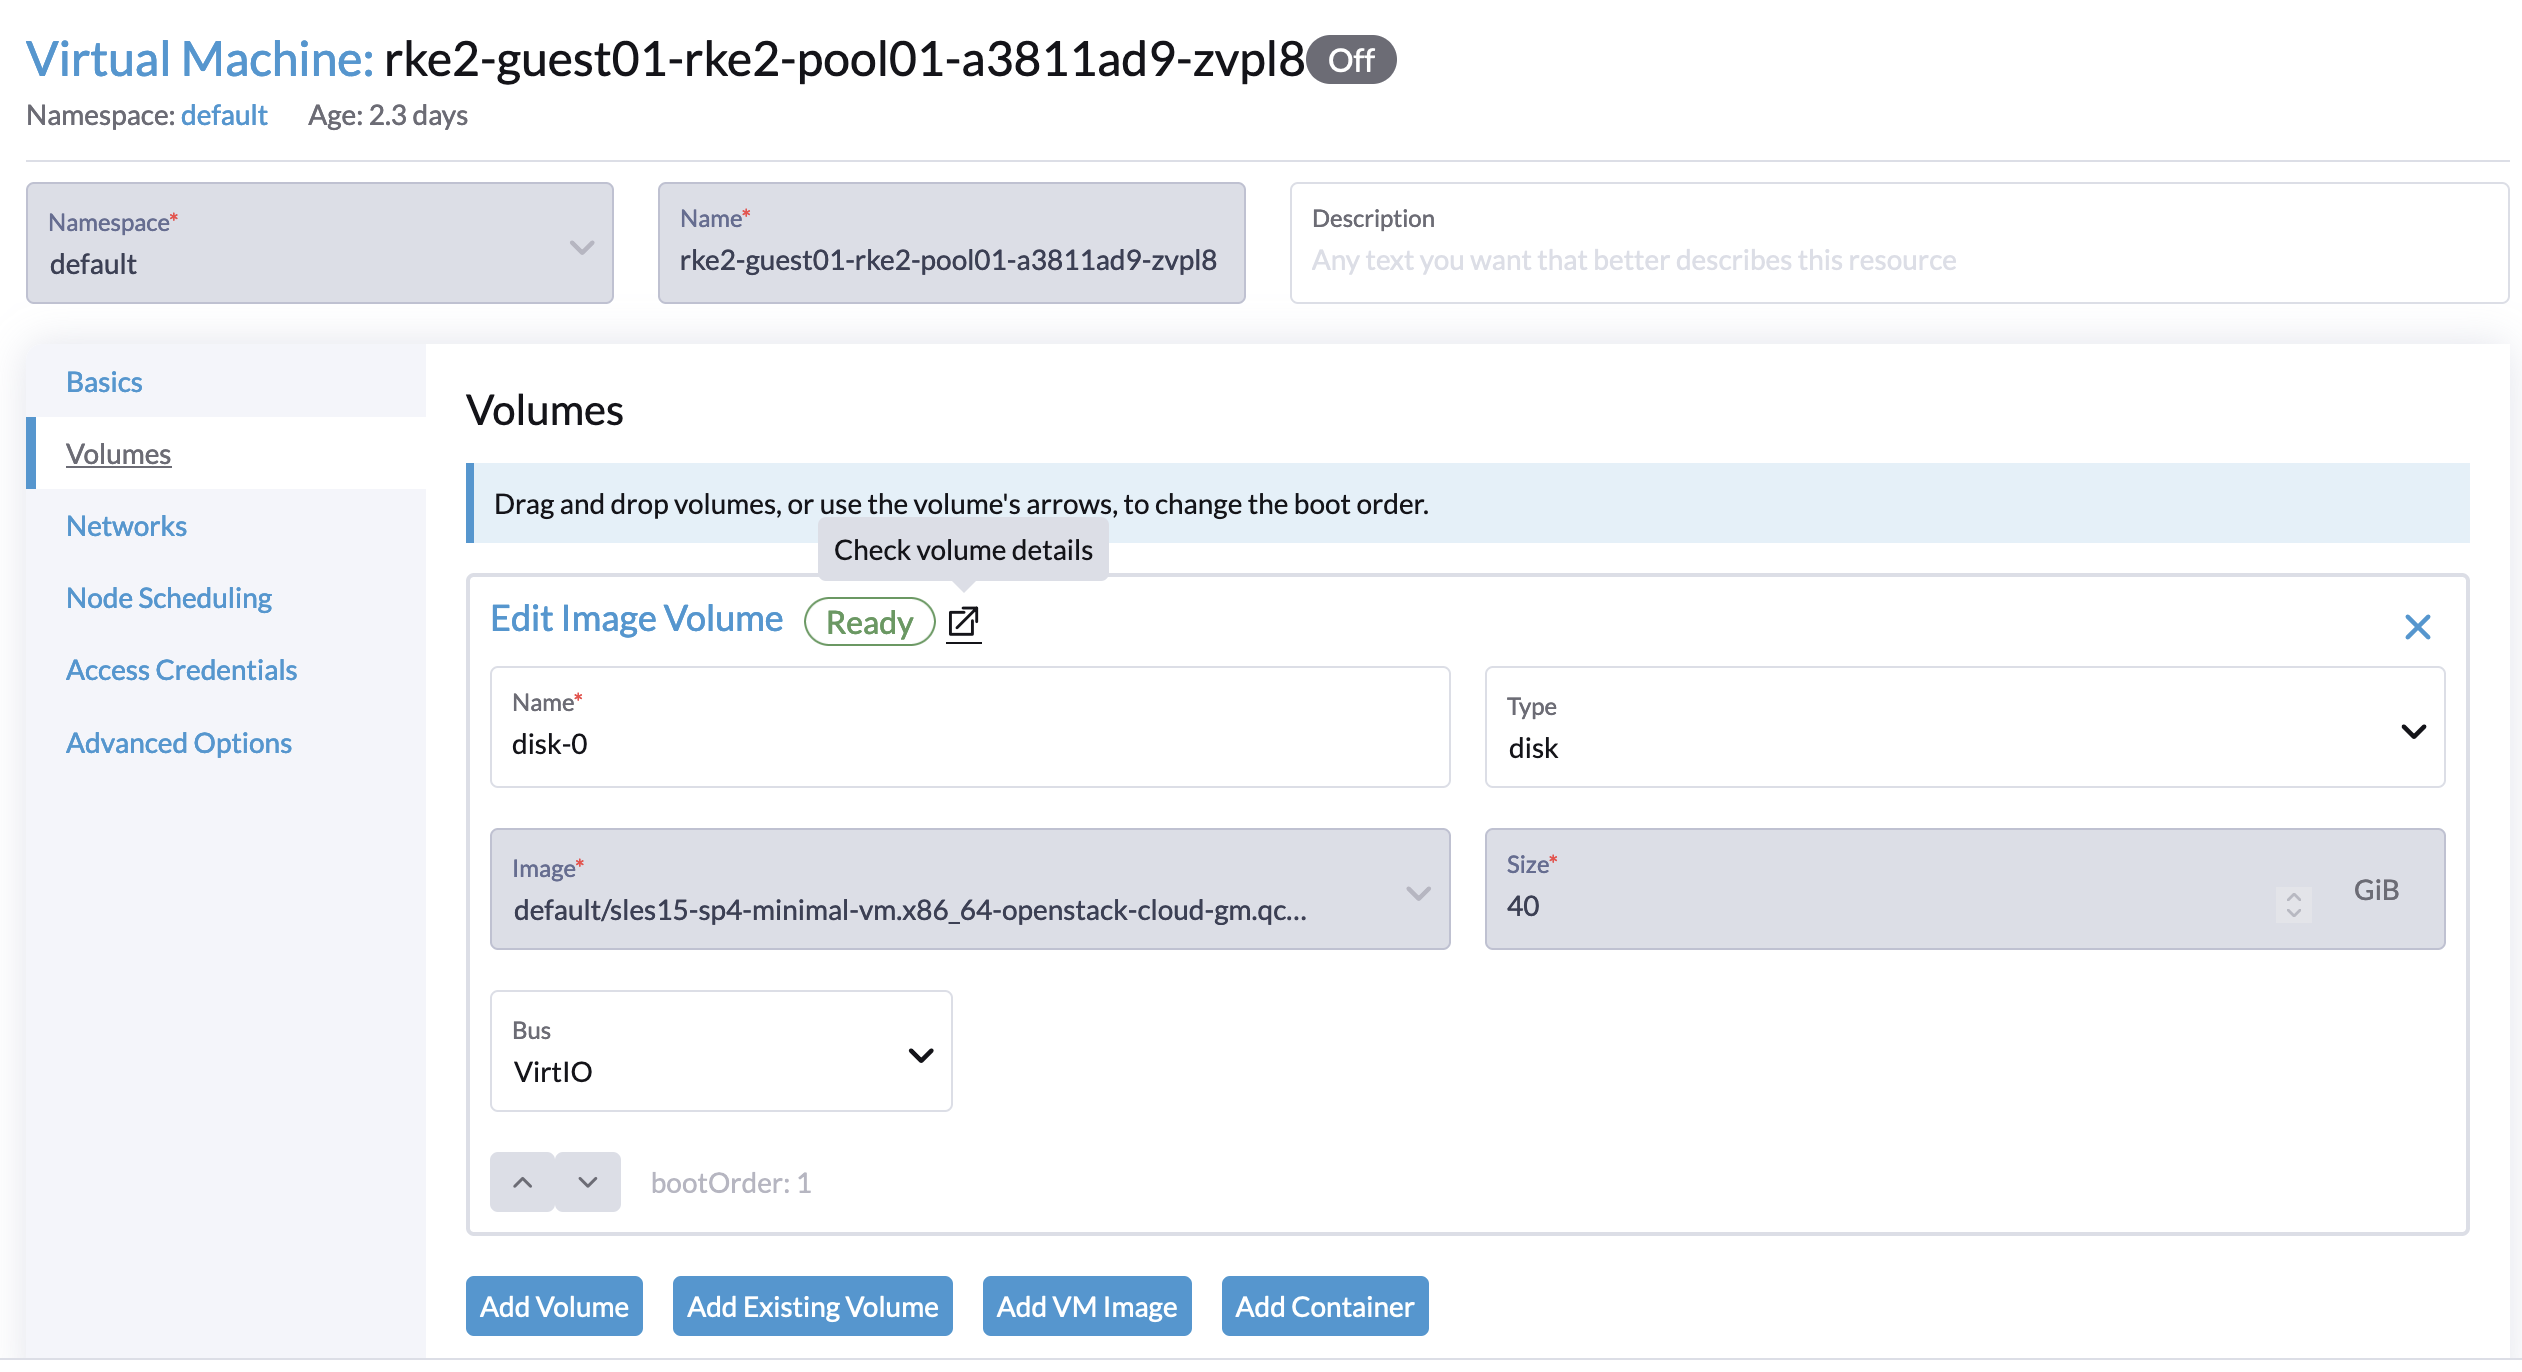 Virtual Machine: rke2-guest01-rke2-pool01-a3811ad9-zvpl8 Off
Namespace: default Age: 2.3 days
Namespace*
default
Name*
rke2-guest01-rke2-pool01-a3811ad9-zvpl8
Description
Any text you want that better describes this resource
Basics
Volumes
Networks
Node Scheduling
Access Credentials
Advanced Options
Volumes
Drag and drop volumes, or use the volume's arrows, to change the boot order.
Check volume details
Edit Image Volume Ready
Name*
disk-0
Type
disk
Image*
default/sles15-sp4-minimal-vm.x86_64-openstack-cloud-gm.qc...
Size*
40 GiB
Bus
VirtIO
bootOrder: 1
Add Volume Add Existing Volume Add VM Image Add Container